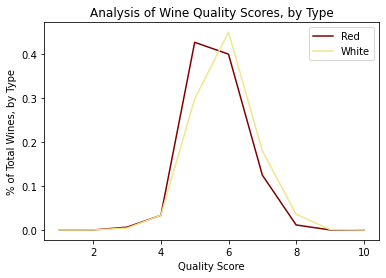 Analysis of Wine Quality Scores, by Type
Red
White
% of Total Wines, by Type
0.4
0.3
0.2
0.1
0.0
2
4
6
8
10
Quality Score